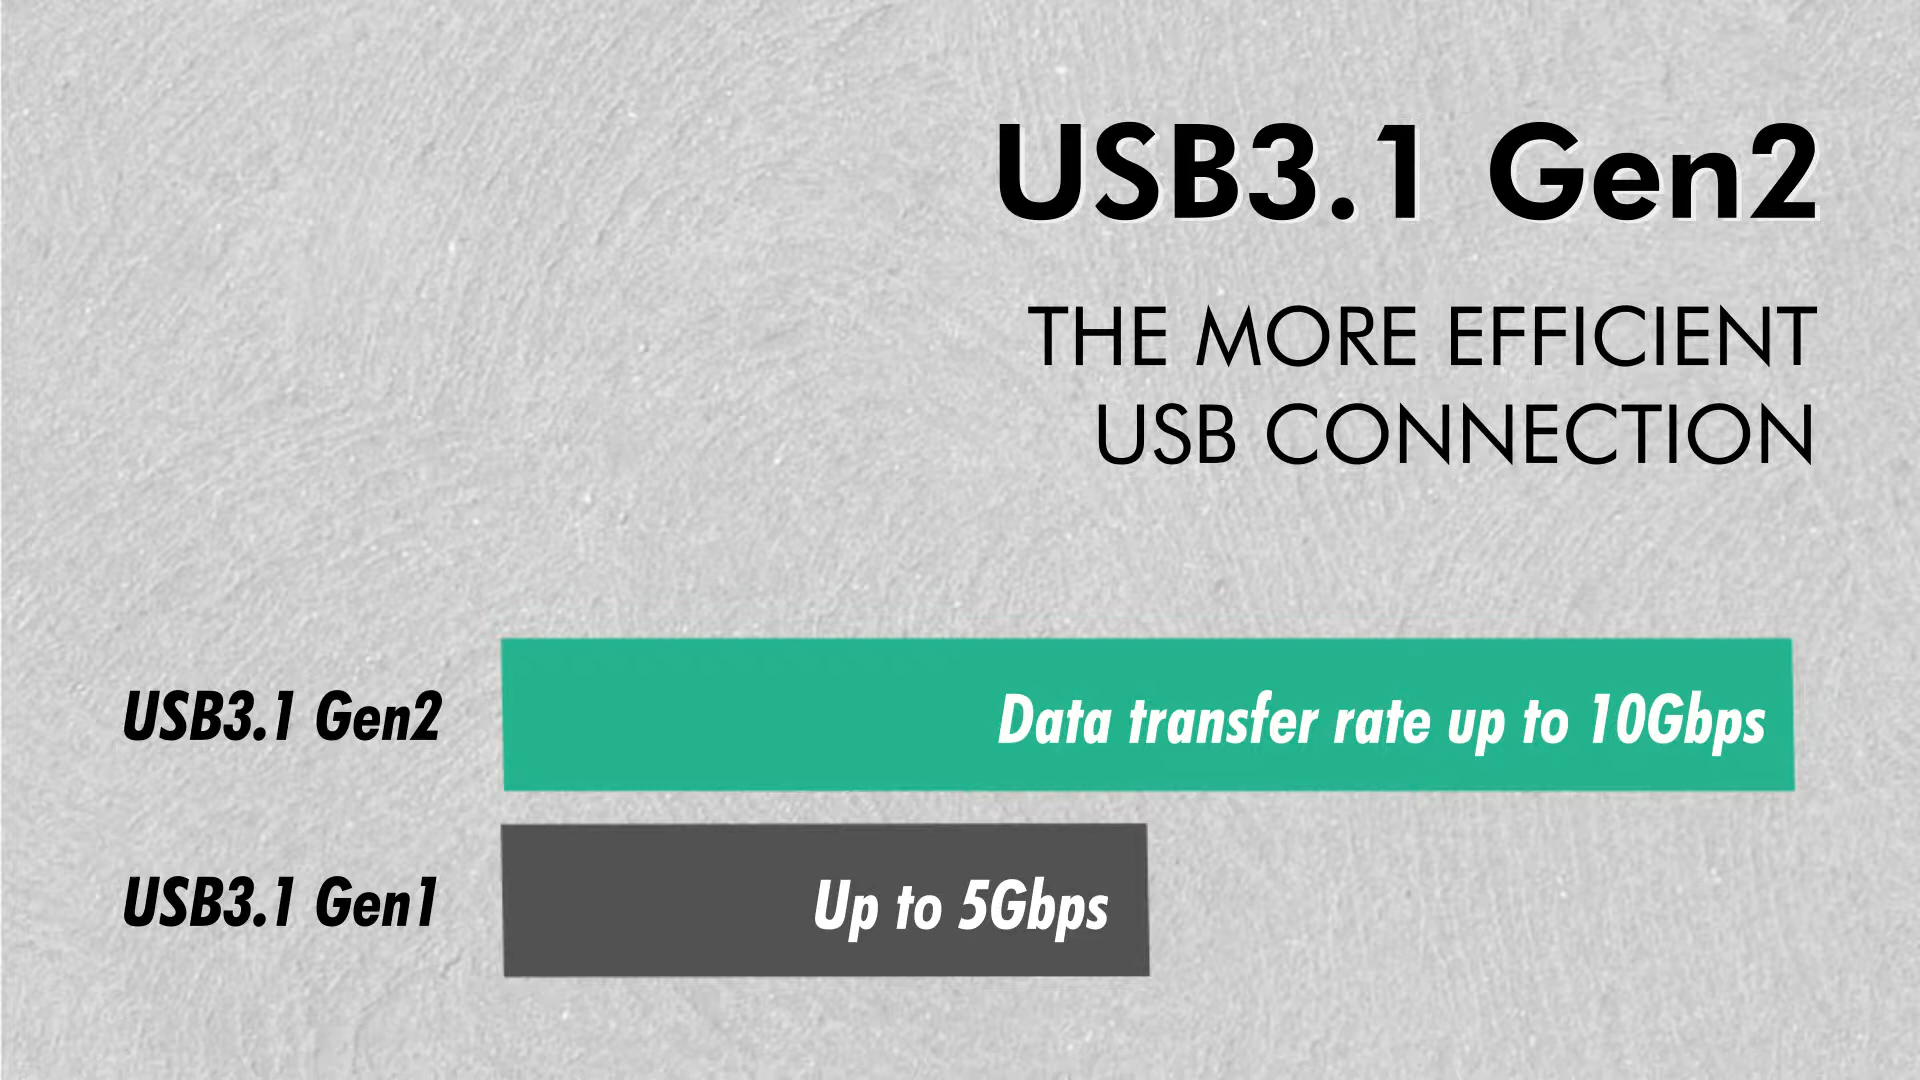 USB3.1 Gen2
THE MORE EFFICIENT
USB CONNECTION
USB3.1 Gen2
Data transfer rate up to 10Gbps
USB3.1 Gen1
Up to 5Gbps